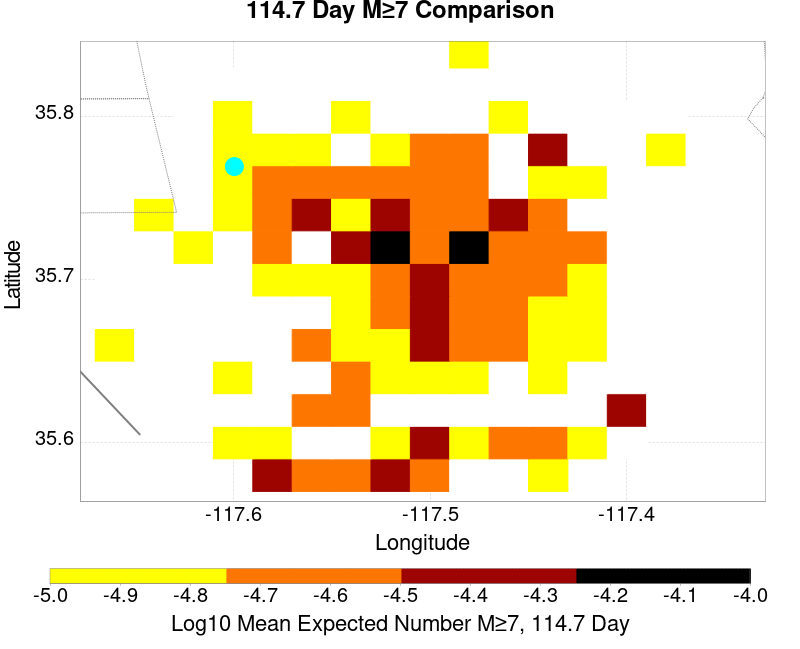 114.7 Day M≥7 Comparison
35.8
35.7
35.6
Latitude
-117.6 -117.5 -117.4
Longitude
-5.0 -4.9 -4.8 -4.7 -4.6 -4.5 -4.4 -4.3 -4.2 -4.1 -4.0
Log10 Mean Expected Number M≥7, 114.7 Day